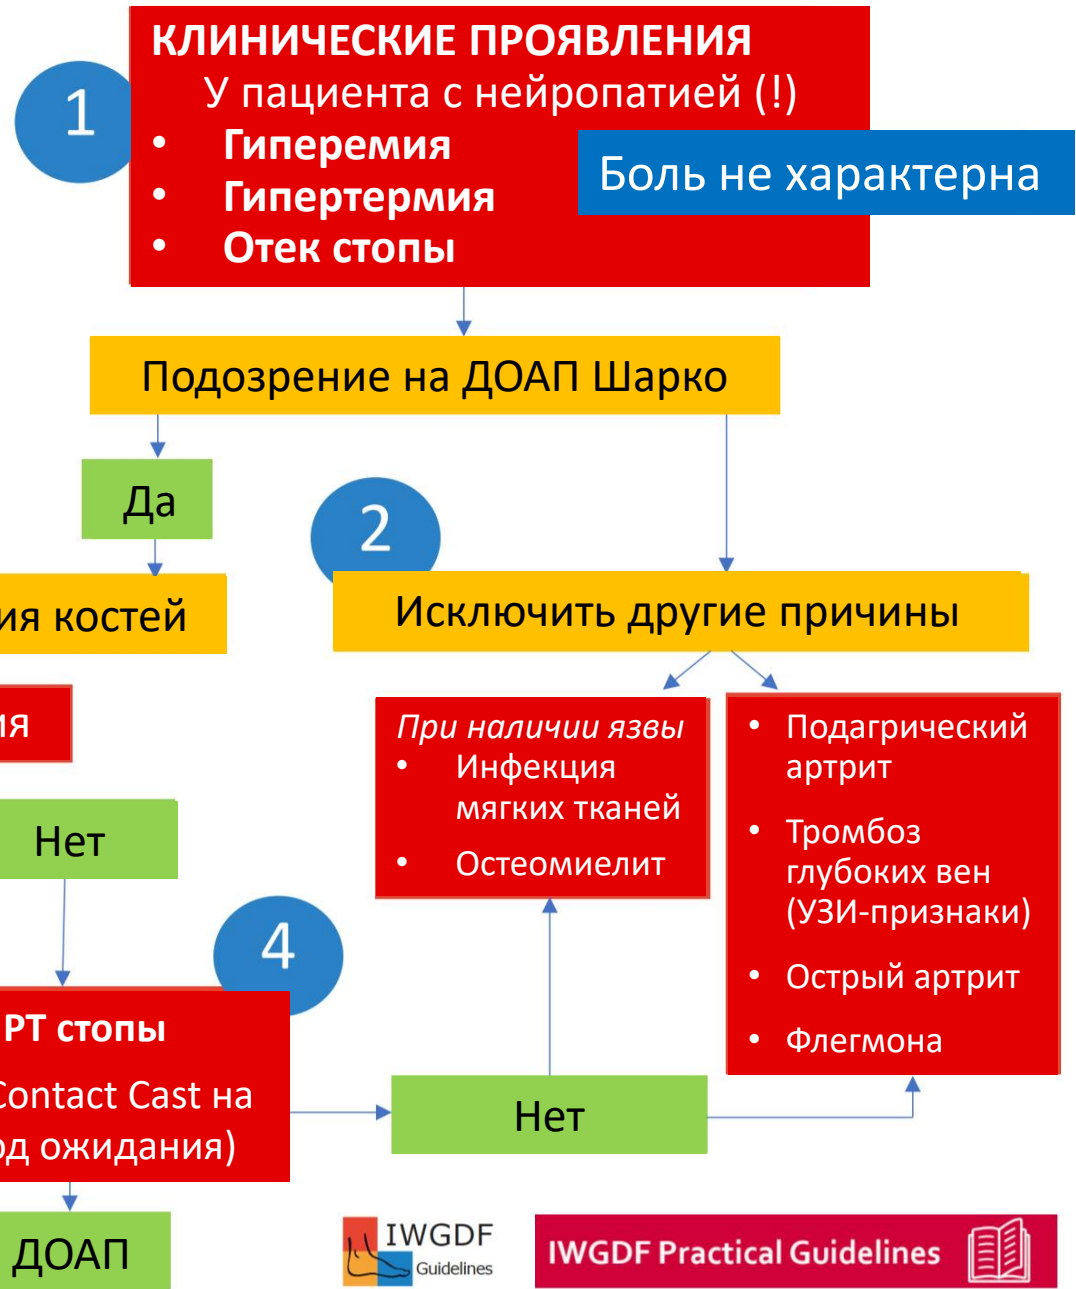 КЛИНИЧЕСКИЕ ПРОЯВЛЕНИЯ
1
У пациента с нейропатией (!)
• Гиперемия
Боль не характерна
• Гипертермия
• Отек стопы
Подозрение на ДОАП Шарко
Да
2
ия костей
Исключить другие причины
ия
При наличии язвы
• Инфекция
мягких тканей
• Остеомиелит
• Подагрический
артрит
• Тромбоз
глубоких вен
(УЗИ-признаки)
• Острый артрит
• Флегмона
Нет
4
РТ стопы
Contact Cast на
од ожидания)
Нет
ДОАП
IWGDF
Guidelines
IWGDF Practical Guidelines